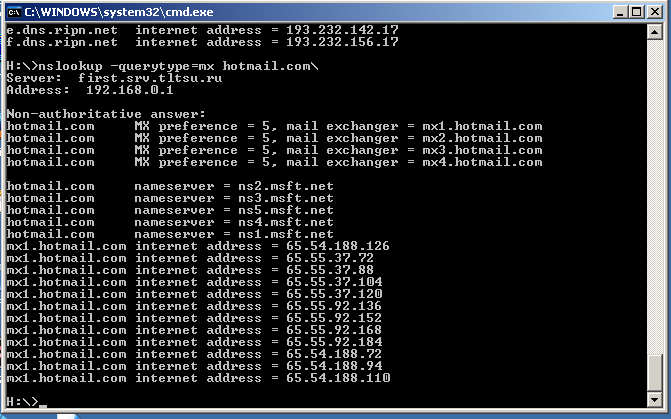 C:\WINDOWS\system32\cmd.exe
e.dns.ripn.net internet address = 193.232.142.17
f.dns.ripn.net internet address = 193.232.156.17
H:\>nslookup -querytype=mx hotmail.com\
Server: first.srv.tltsu.ru
Address: 192.168.0.1
Non-authoritative answer:
hotmail.com MX preference = 5, mail exchanger = mx1.hotmail.com
hotmail.com MX preference = 5, mail exchanger = mx2.hotmail.com
hotmail.com MX preference = 5, mail exchanger = mx3.hotmail.com
hotmail.com MX preference = 5, mail exchanger = mx4.hotmail.com
hotmail.com nameserver = ns2.msft.net
hotmail.com nameserver = ns3.msft.net
hotmail.com nameserver = ns5.msft.net
hotmail.com nameserver = ns4.msft.net
hotmail.com nameserver = ns1.msft.net
mx1.hotmail.com internet address = 65.54.188.126
mx1.hotmail.com internet address = 65.55.37.72
mx1.hotmail.com internet address = 65.55.37.88
mx1.hotmail.com internet address = 65.55.37.104
mx1.hotmail.com internet address = 65.55.37.120
mx1.hotmail.com internet address = 65.55.92.136
mx1.hotmail.com internet address = 65.55.92.152
mx1.hotmail.com internet address = 65.55.92.168
mx1.hotmail.com internet address = 65.55.92.184
mx1.hotmail.com internet address = 65.54.188.72
mx1.hotmail.com internet address = 65.54.188.94
mx1.hotmail.com internet address = 65.54.188.110
H:\>_